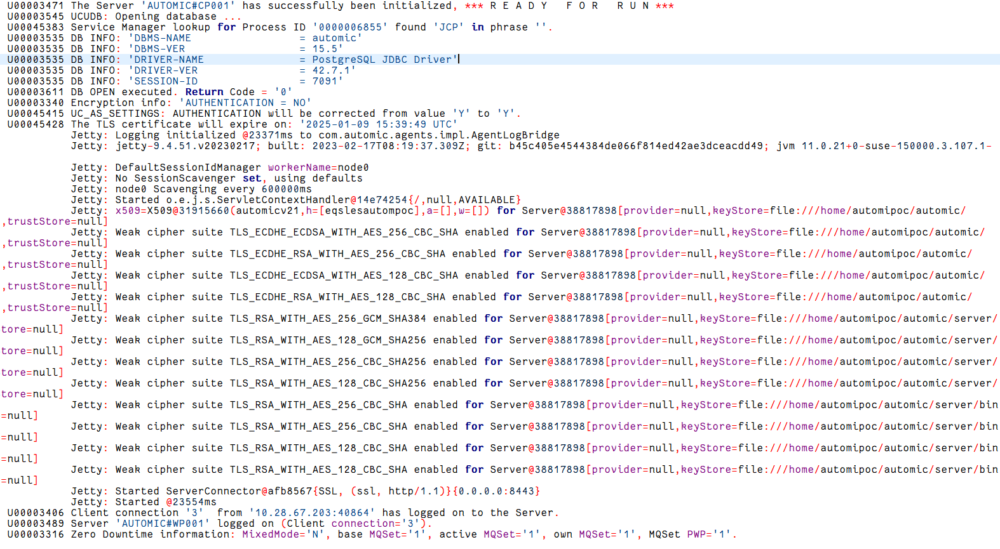 U00003471 The Server 'AUTOMIC#CP001' has successfully been initialized, *** R E A D Y   F O R   R U N ***
U00003545 UCUDB: Opening database ...
U00045383 Service Manager lookup for Process ID '0000006855' found 'JCP' in phrase ''.
U00003535 DB INFO: 'DBMS-NAME                 = automic'
U00003535 DB INFO: 'DBMS-VER                  = 15.5'
U00003535 DB INFO: 'DRIVER-NAME               = PostgreSQL JDBC Driver'
U00003535 DB INFO: 'DRIVER-VER                = 42.7.1'
U00003535 DB INFO: 'SESSION-ID                = 7091'
U00003611 DB OPEN executed. Return Code = '0'
U00003340 Encryption info: 'AUTHENTICATION = NO'
U00045415 UC_AS_SETTINGS: AUTHENTICATION will be corrected from value 'Y' to 'Y'.
U00045428 The TLS certificate will expire on: '2025-01-09 15:39:49 UTC'
Jetty: Logging initialized @23371ms to com.automic.agents.impl.AgentLogBridge
Jetty: jetty-9.4.51.v20230217; built: 2023-02-17T08:19:37.309Z; git: b45c405e4544384de066f814ed42ae3dceacdd49; jvm 11.0.21+0-suse-150000.3.107.1-
Jetty: DefaultSessionIdManager workerName=node0
Jetty: No SessionScavenger set, using defaults
Jetty: node0 Scavenging every 600000ms
Jetty: Started o.e.j.s.ServletContextHandler@14e74254{/,null,AVAILABLE}
Jetty: x509=X509@31915660(automicv21,h=[eqslesautompoc],a=[],w=[]) for Server@38817898[provider=null,keyStore=file:///home/automipoc/automic/
,trustStore=null]
Jetty: Weak cipher suite TLS_ECDHE_ECDSA_WITH_AES_256_CBC_SHA enabled for Server@38817898[provider=null,keyStore=file:///home/automipoc/automic/
,trustStore=null]
Jetty: Weak cipher suite TLS_ECDHE_RSA_WITH_AES_256_CBC_SHA enabled for Server@38817898[provider=null,keyStore=file:///home/automipoc/automic/
,trustStore=null]
Jetty: Weak cipher suite TLS_ECDHE_ECDSA_WITH_AES_128_CBC_SHA enabled for Server@38817898[provider=null,keyStore=file:///home/automipoc/automic/
,trustStore=null]
Jetty: Weak cipher suite TLS_ECDHE_RSA_WITH_AES_128_CBC_SHA enabled for Server@38817898[provider=null,keyStore=file:///home/automipoc/automic/
,trustStore=null]
Jetty: Weak cipher suite TLS_RSA_WITH_AES_256_GCM_SHA384 enabled for Server@38817898[provider=null,keyStore=file:///home/automipoc/automic/server/
tore=null]
Jetty: Weak cipher suite TLS_RSA_WITH_AES_128_GCM_SHA256 enabled for Server@38817898[provider=null,keyStore=file:///home/automipoc/automic/server/
tore=null]
Jetty: Weak cipher suite TLS_RSA_WITH_AES_256_CBC_SHA256 enabled for Server@38817898[provider=null,keyStore=file:///home/automipoc/automic/server/
tore=null]
Jetty: Weak cipher suite TLS_RSA_WITH_AES_128_CBC_SHA256 enabled for Server@38817898[provider=null,keyStore=file:///home/automipoc/automic/server/
tore=null]
Jetty: Weak cipher suite TLS_RSA_WITH_AES_256_CBC_SHA enabled for Server@38817898[provider=null,keyStore=file:///home/automipoc/automic/server/bin
=null]
Jetty: Weak cipher suite TLS_RSA_WITH_AES_256_CBC_SHA enabled for Server@38817898[provider=null,keyStore=file:///home/automipoc/automic/server/bin
=null]
Jetty: Weak cipher suite TLS_RSA_WITH_AES_128_CBC_SHA enabled for Server@38817898[provider=null,keyStore=file:///home/automipoc/automic/server/bin
=null]
Jetty: Weak cipher suite TLS_RSA_WITH_AES_128_CBC_SHA enabled for Server@38817898[provider=null,keyStore=file:///home/automipoc/automic/server/bin
=null]
Jetty: Started ServerConnector@afb8567{SSL, (ssl, http/1.1)}{0.0.0.0:8443}
Jetty: Started @23554ms
U00003406 Client connection '3'  from '10.28.67.203:40864' has logged on to the Server.
U00003489 Server 'AUTOMIC#WP001' logged on (Client connection='3').
U00003316 Zero Downtime information: MixedMode='N', base MQSet='1', active MQSet='1', own MQSet='1', MQSet PWP='1'.